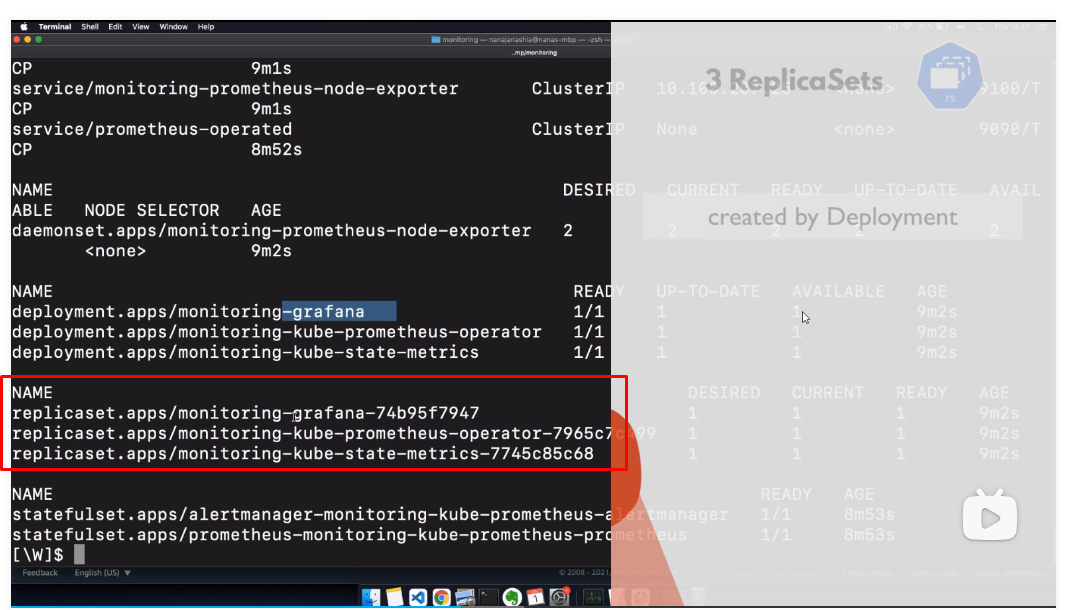 Terminal Shell Edit View Window Help
monitoring — nanajanashia@nanas-mbp — -zsh —
..mp/monitoring
CP 9m1s
service/monitoring-prometheus-node-exporter ClusterIP <none> 9100/T
CP 9m1s
service/prometheus-operated ClusterIP None <none> 9090/T
CP 8m52s
3 ReplicaSets
rs
NAME DESIRED CURRENT READY UP-TO-DATE AVAIL
ABLE NODE SELECTOR AGE
created by Deployment
daemonset.apps/monitoring-prometheus-node-exporter 2 2 2 2 2
<none> 9m2s
NAME READY UP-TO-DATE AVAILABLE AGE
deployment.apps/monitoring-grafana 1/1 1 1 9m2s
deployment.apps/monitoring-kube-prometheus-operator 1/1 1 1 9m2s
deployment.apps/monitoring-kube-state-metrics 1/1 1 1 9m2s
NAME DESIRED CURRENT READY AGE
replicaset.apps/monitoring-grafana-74b95f7947 1 1 1 9m2s
replicaset.apps/monitoring-kube-prometheus-operator-7965c7c499 1 1 1 9m2s
replicaset.apps/monitoring-kube-state-metrics-7745c85c68 1 1 1 9m2s
NAME READY AGE
statefulset.apps/alertmanager-monitoring-kube-prometheus-alertmanager 1/1 8m53s
statefulset.apps/prometheus-monitoring-kube-prometheus-prometheus 1/1 8m53s
[\W]$
Feedback English (US) © 2008 - 2021,